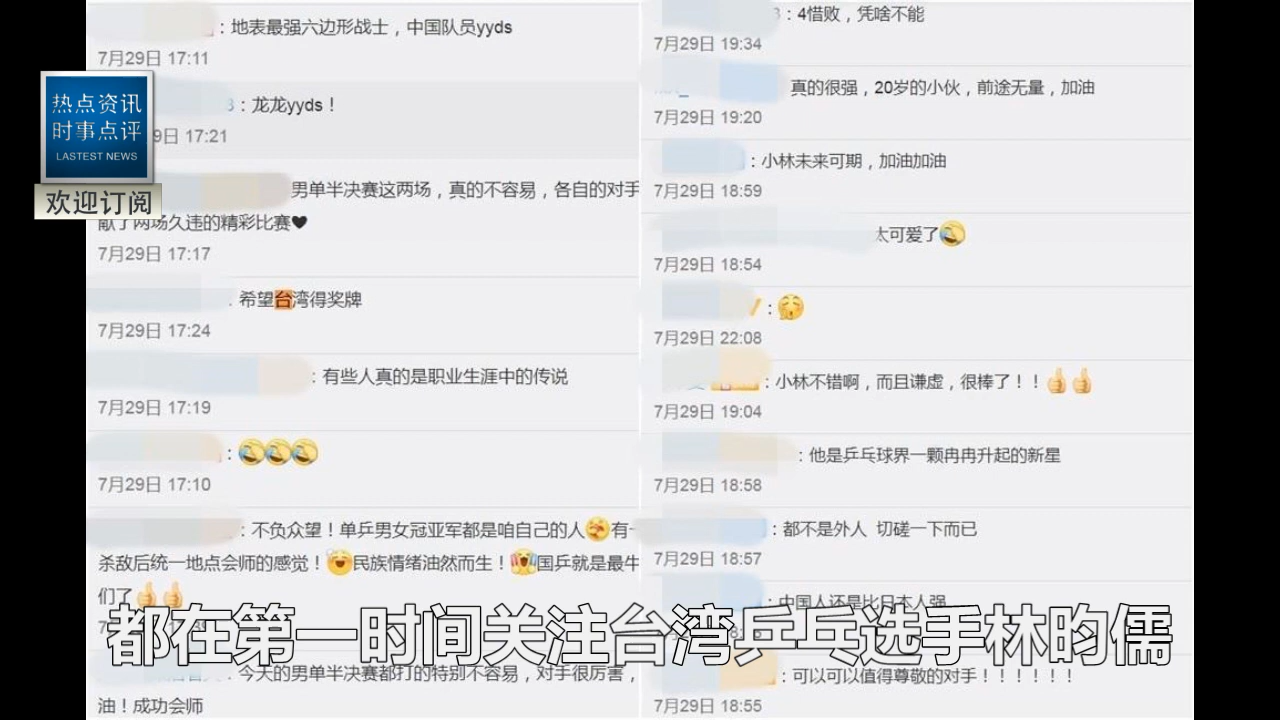 ：地表最强六边形战士，中国队员yyds
7月29日 17:11
热点资讯
时事点评
LASTEST NEWS
欢迎订阅
：龙龙yyds！
9日 17:21
男单半决赛这两场，真的不容易，各自的对手
献了两场久违的精彩比赛❤
7月29日 17:17
希望台湾得奖牌
7月29日 17:24
：有些人真的是职业生涯中的传说
7月29日 17:19
：
7月29日 17:10
：不负众望！单乒男女冠亚军都是咱自己的人 有一
杀敌后统一地点会师的感觉！ 民族情绪油然而生！ 国乒就是最牛
们了
：今天的男单半决赛都打的特别不容易，对手很厉害，
油！成功会师
3：4惜败，凭啥不能
7月29日 19:34
真的很强，20岁的小伙，前途无量，加油
7月29日 19:20
：小林未来可期，加油加油
7月29日 18:59
太可爱了
7月29日 18:54
：
7月29日 22:08
：小林不错啊，而且谦虚，很棒了！！
7月29日 19:04
：他是乒乓球界一颗冉冉升起的新星
7月29日 18:58
：都不是外人 切磋一下而已
7月29日 18:57
：中国人还是比日本人强
：可以可以值得尊敬的对手！！！！！！
7月29日 18:55
都在第一时间关注台湾乒乓选手林昀儒